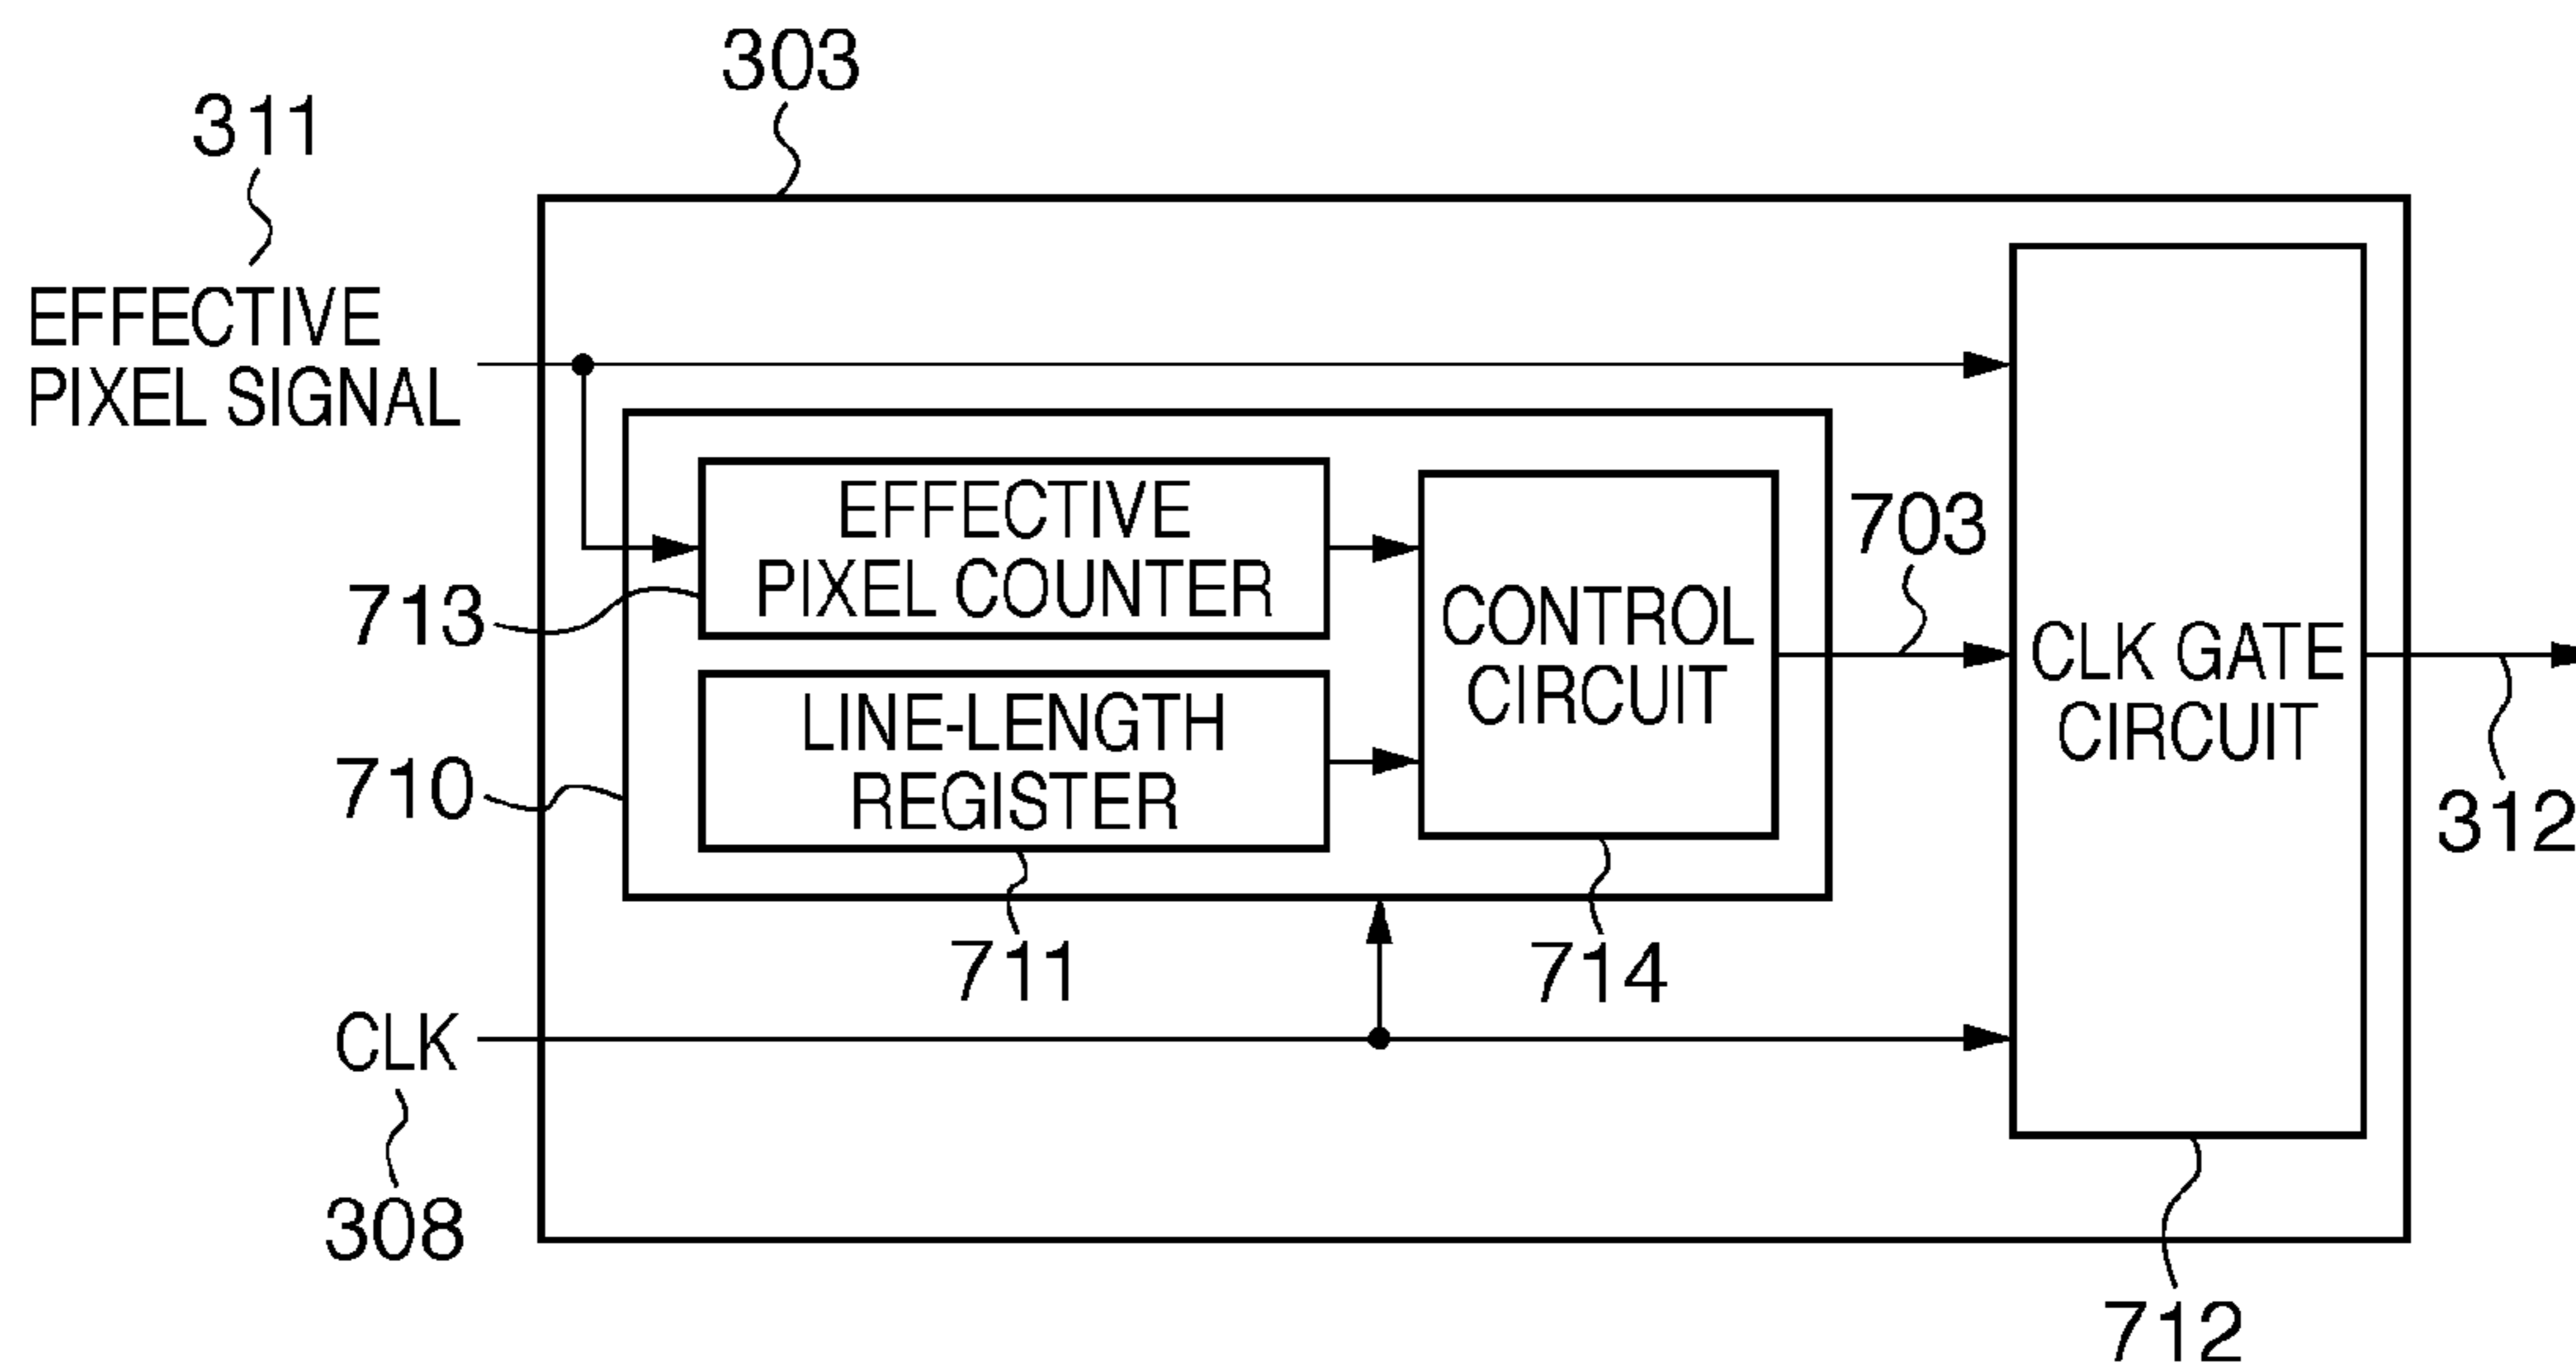 303
311
EFFECTIVE
PIXEL SIGNAL
EFFECTIVE
PIXEL COUNTER
713
LINE-LENGTH
REGISTER
710
711
CONTROL
CIRCUIT
714
703
CLK GATE
CIRCUIT
312
CLK
308
712